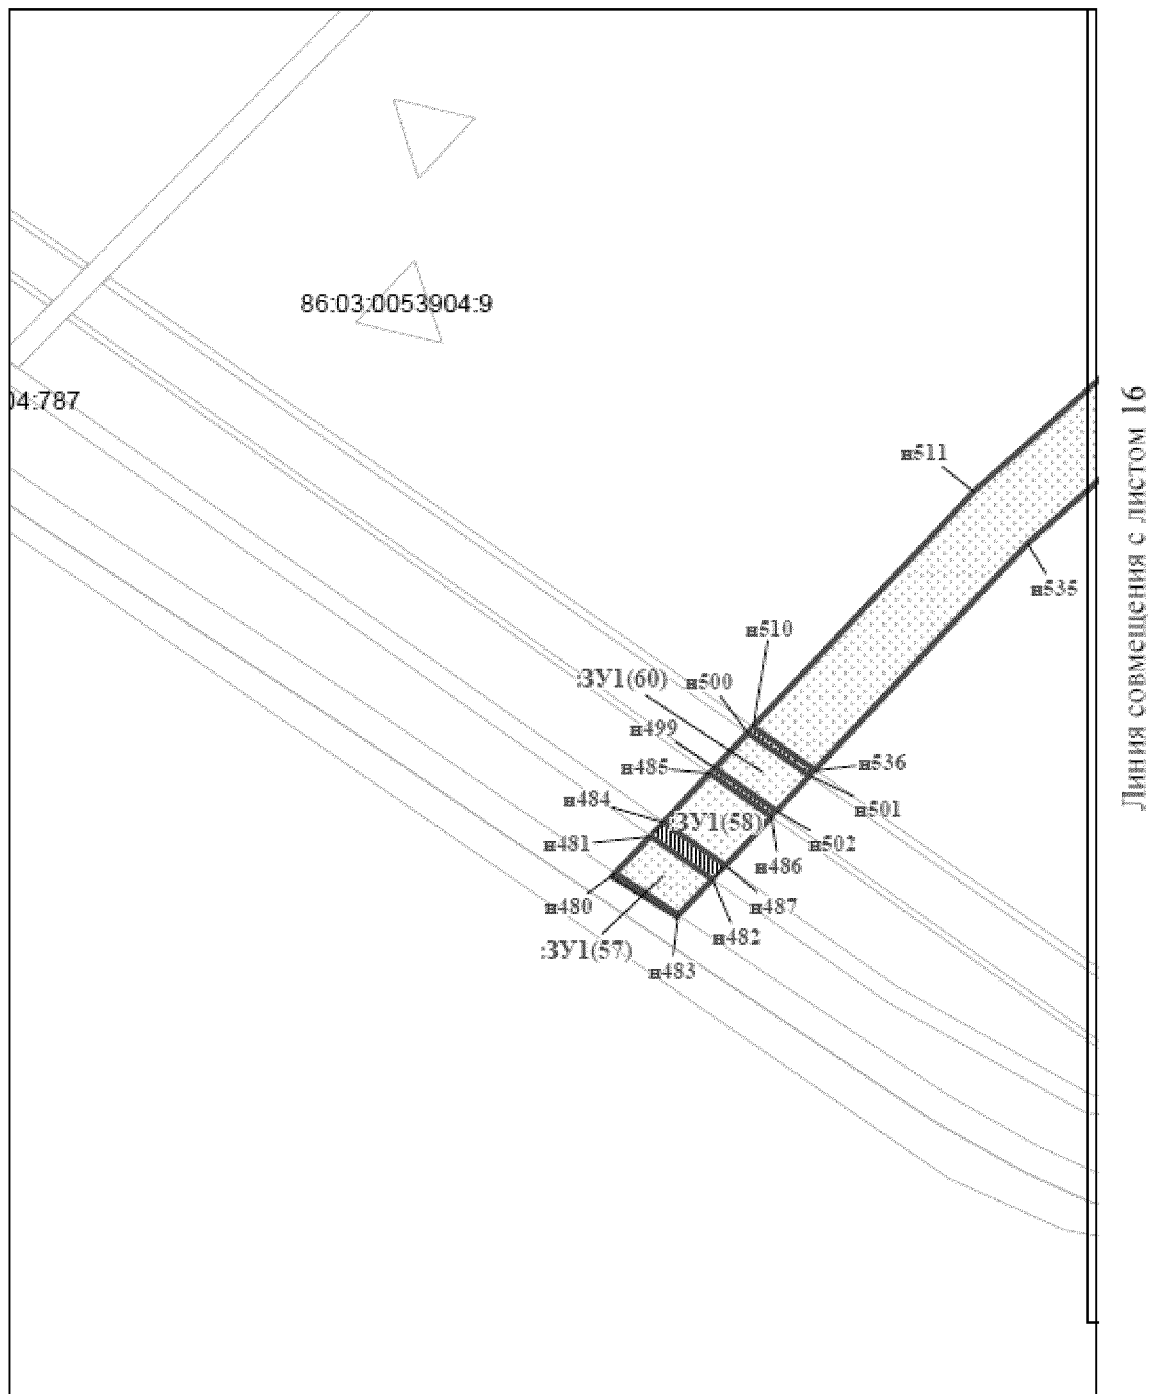 86:03:0053904:9
04:787
Линия совмещения с листом 16
н511
н535
н510
:ЗУ1(60)
н500
н499
н536
н485
н501
н484
:ЗУ1(58)
н502
н481
н486
н480
н487
н482
:ЗУ1(57)
н483